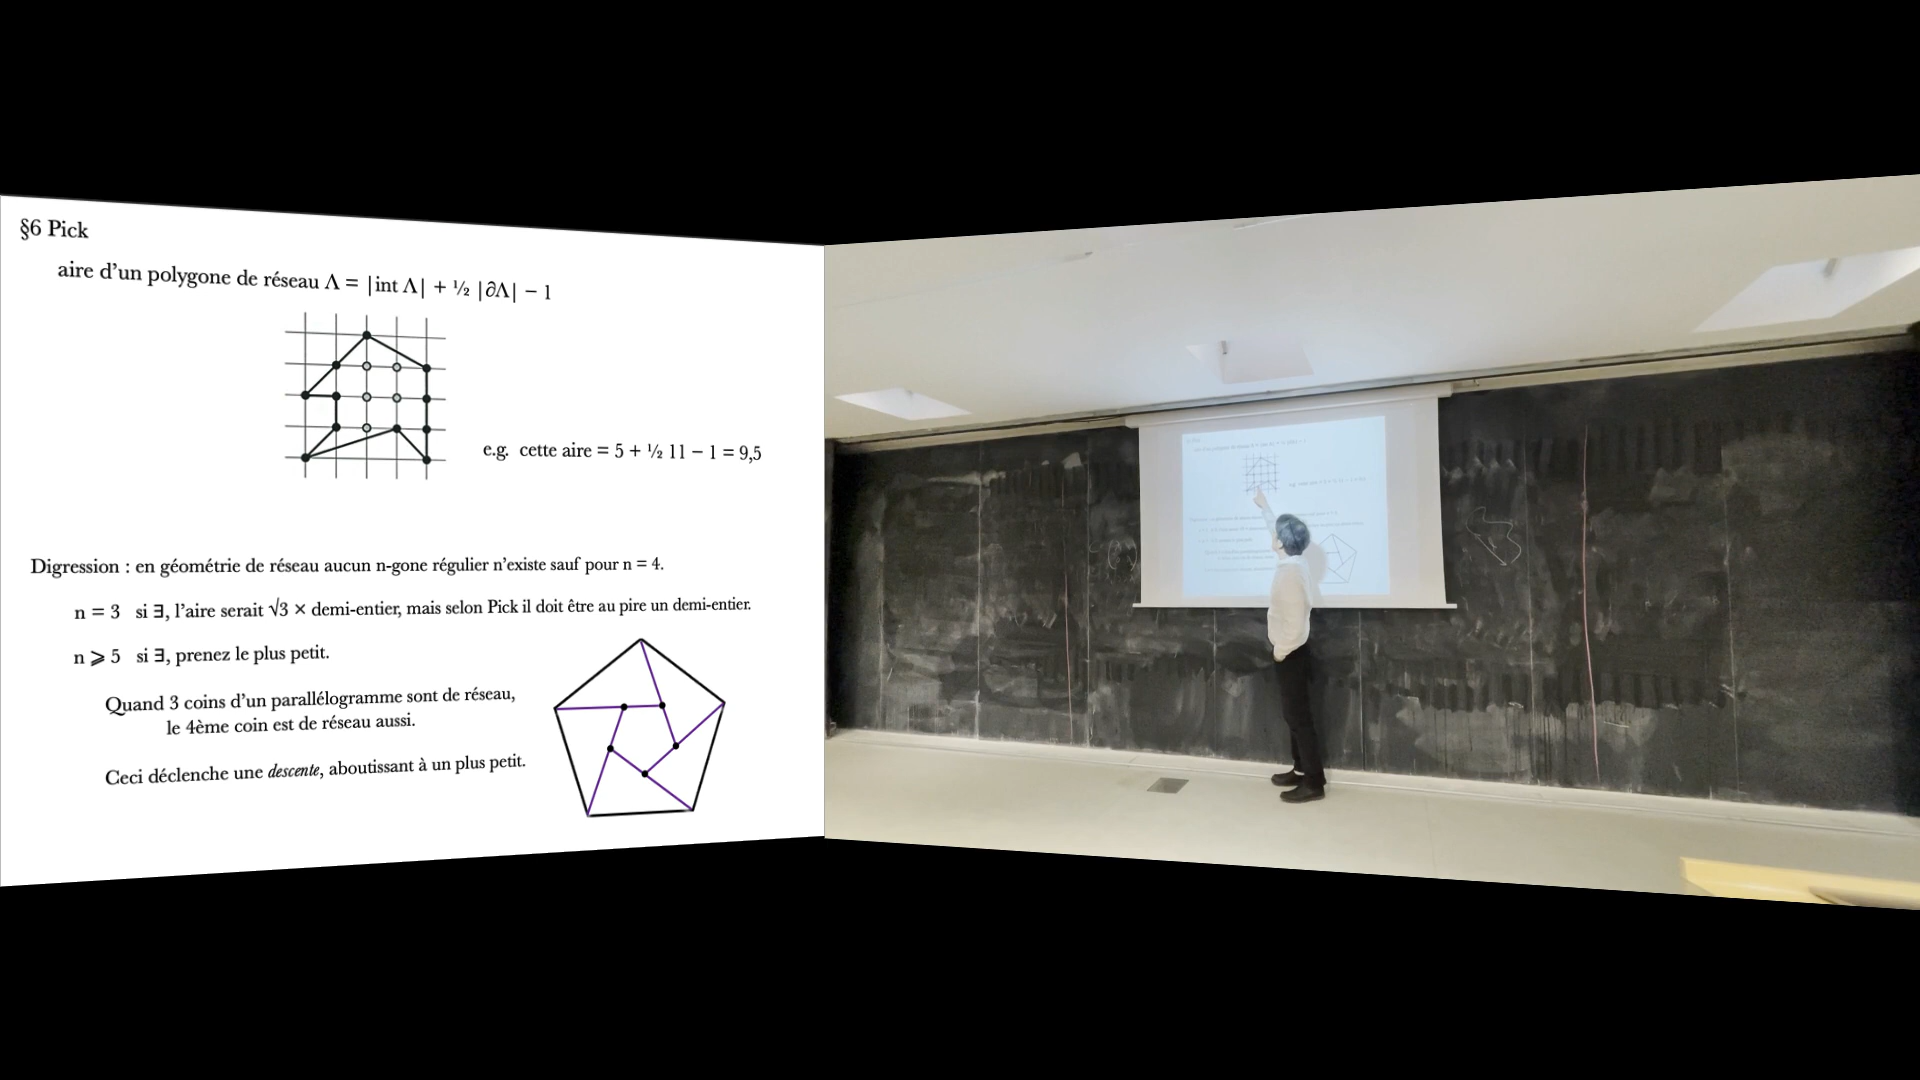 §6 Pick
aire d'un polygone de réseau Λ = |int Λ| + ½ |∂Λ| − 1
e.g. cette aire = 5 + ½ 11 − 1 = 9,5
Digression : en géométrie de réseau aucun n-gone régulier n'existe sauf pour n = 4.
n = 3 si ∃, l'aire serait √3 × demi-entier, mais selon Pick il doit être au pire un demi-entier.
n ⩾ 5 si ∃, prenez le plus petit.
Quand 3 coins d'un parallélogramme sont de réseau,
le 4ème coin est de réseau aussi.
Ceci déclenche une descente, aboutissant à un plus petit.